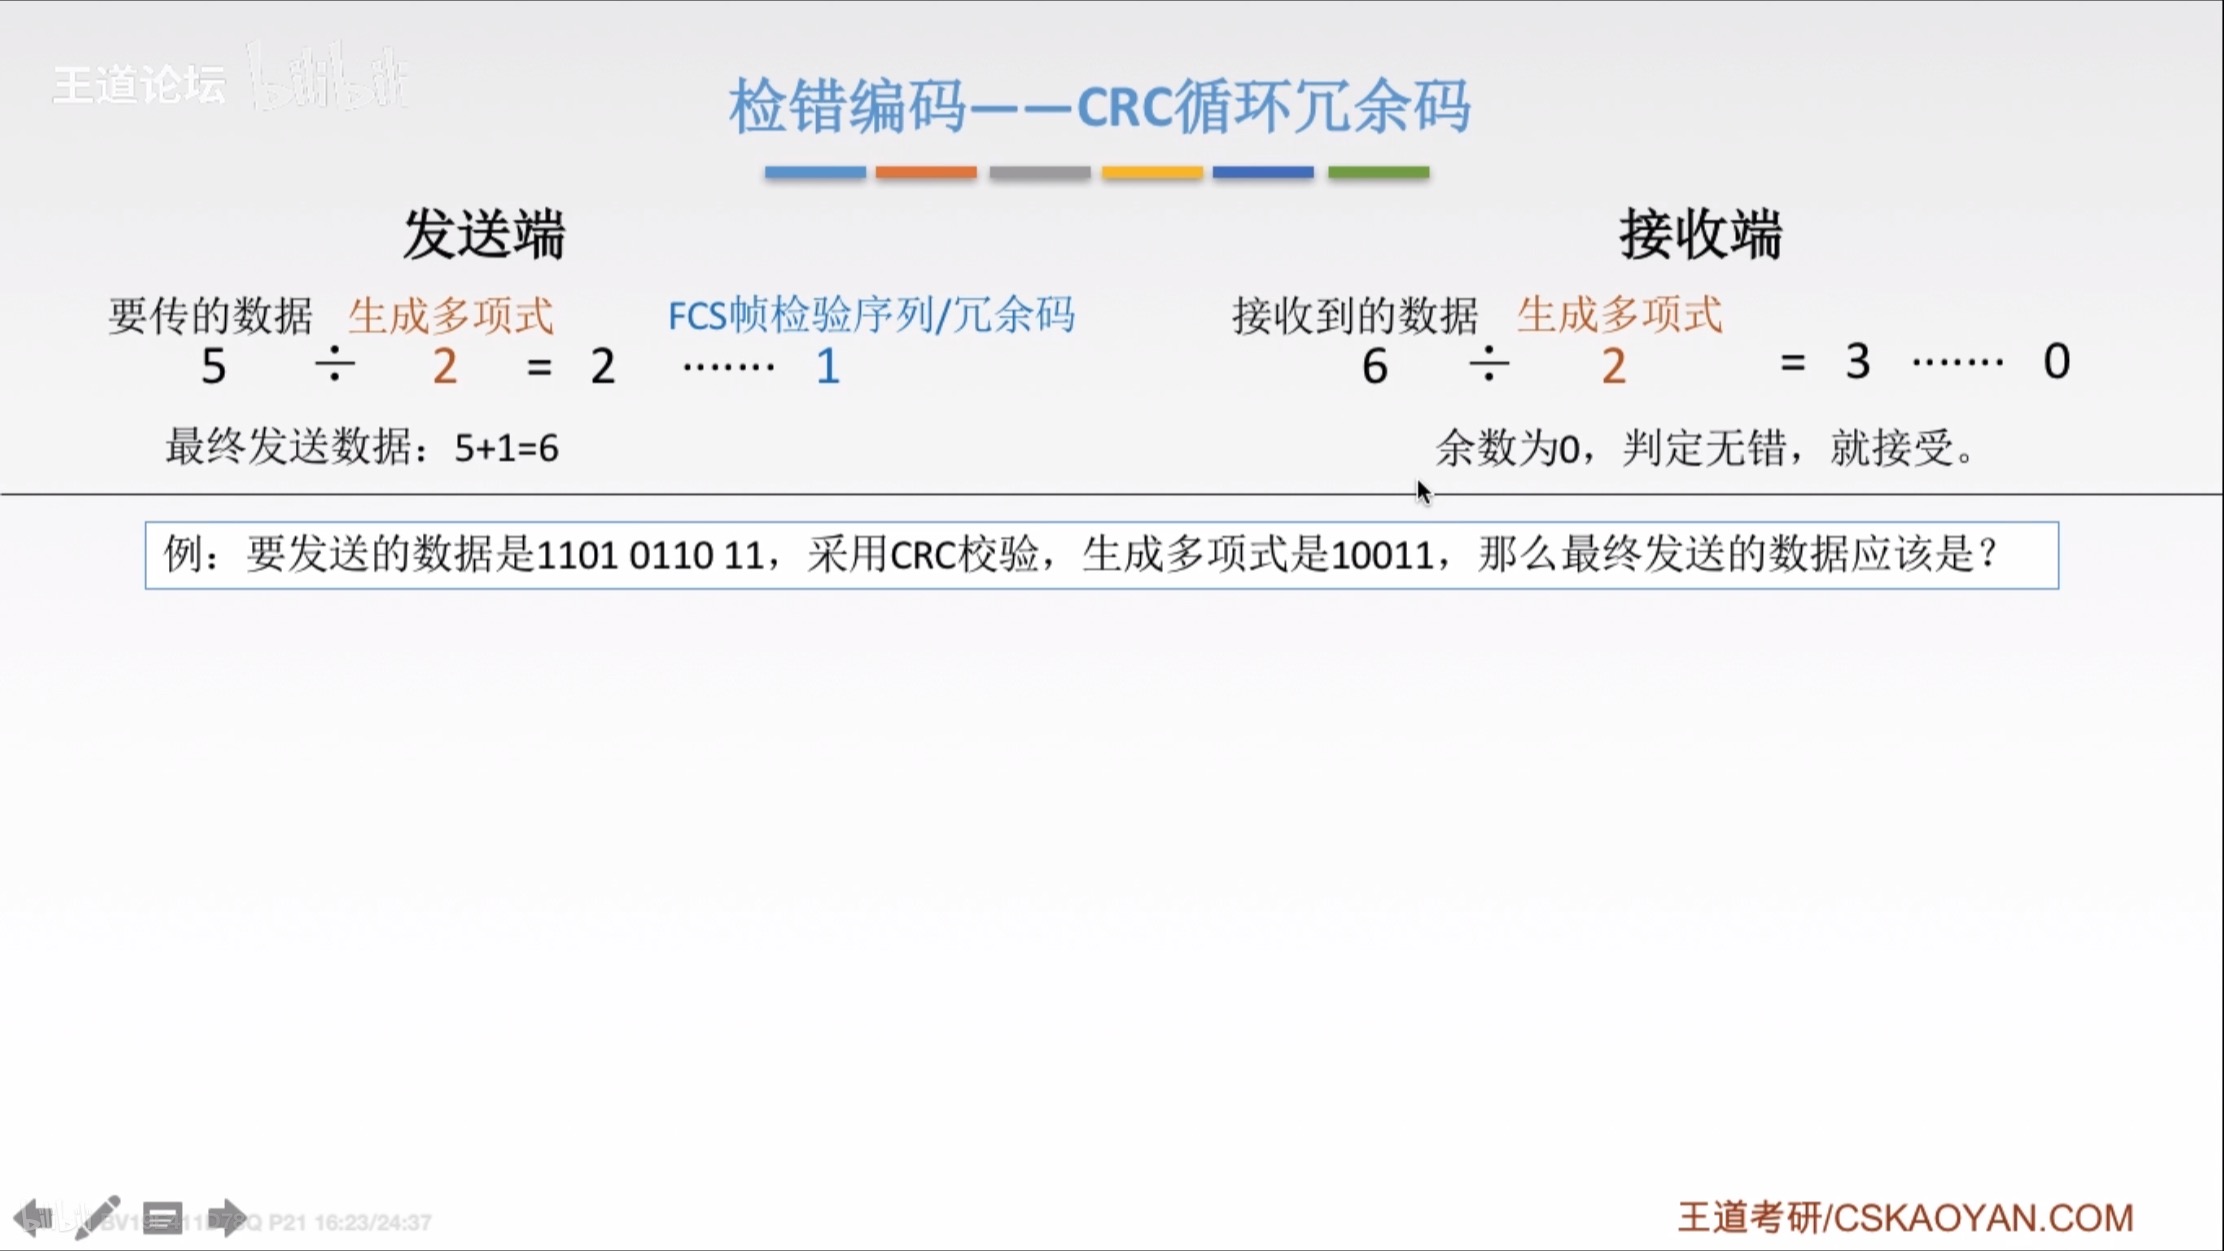 王道论坛 bilibili
检错编码——CRC循环冗余码
发送端
接收端
要传的数据 生成多项式 FCS帧检验序列/冗余码
5 ÷ 2 = 2 ······· 1
最终发送数据：5+1=6
接收到的数据 生成多项式
6 ÷ 2 = 3 ······· 0
余数为0，判定无错，就接受。
例：要发送的数据是1101 0110 11，采用CRC校验，生成多项式是10011，那么最终发送的数据应该是？
P21 16:23/24:37
王道考研/CSKAOYAN.COM